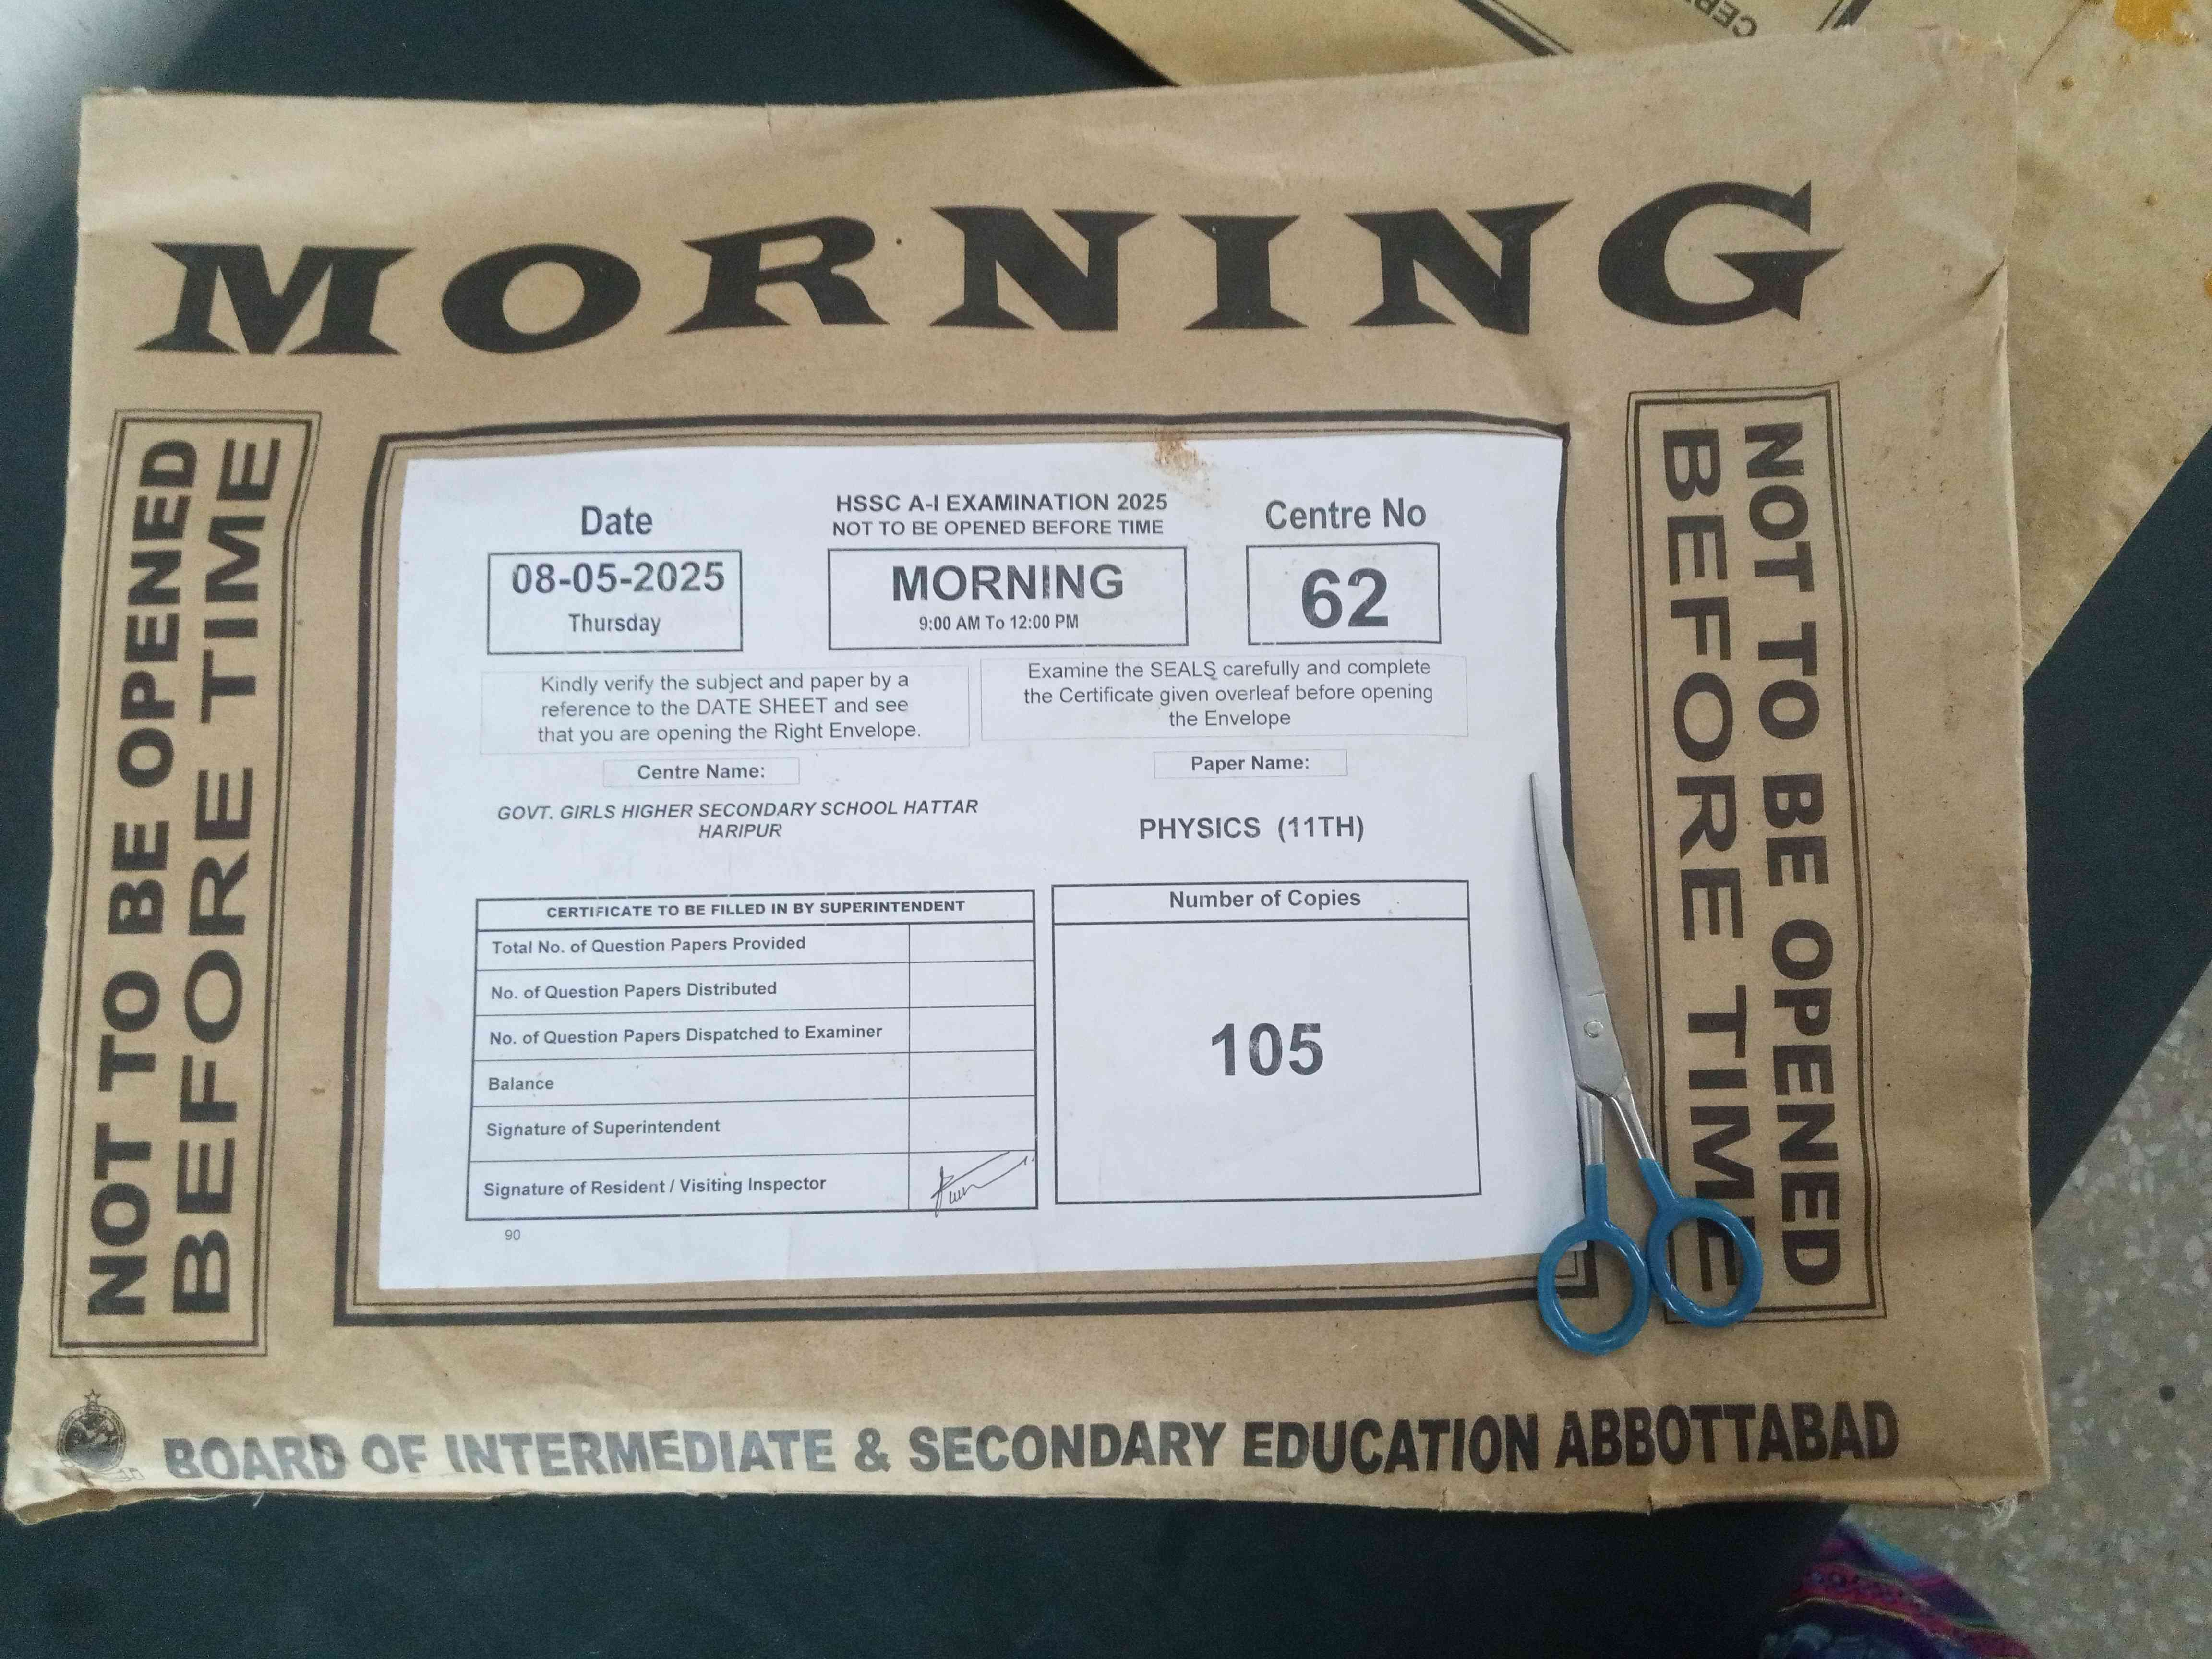 CER
MORNING
NOT TO BE OPENED
BEFORE TIME
Date
08-05-2025
Thursday
HSSC A-I EXAMINATION 2025
NOT TO BE OPENED BEFORE TIME
MORNING
9:00 AM To 12:00 PM
Centre No
62
Kindly verify the subject and paper by a
reference to the DATE SHEET and see
that you are opening the Right Envelope.
Examine the SEALS carefully and complete
the Certificate given overleaf before opening
the Envelope
Centre Name:
GOVT. GIRLS HIGHER SECONDARY SCHOOL HATTAR
HARIPUR
Paper Name:
PHYSICS (11TH)
CERTIFICATE TO BE FILLED IN BY SUPERINTENDENT
Total No. of Question Papers Provided
No. of Question Papers Distributed
No. of Question Papers Dispatched to Examiner
Balance
Signature of Superintendent
Signature of Resident / Visiting Inspector
Number of Copies
105
90
NOT TO BE OPENED
BEFORE TIME
BOARD OF INTERMEDIATE & SECONDARY EDUCATION ABBOTTABAD